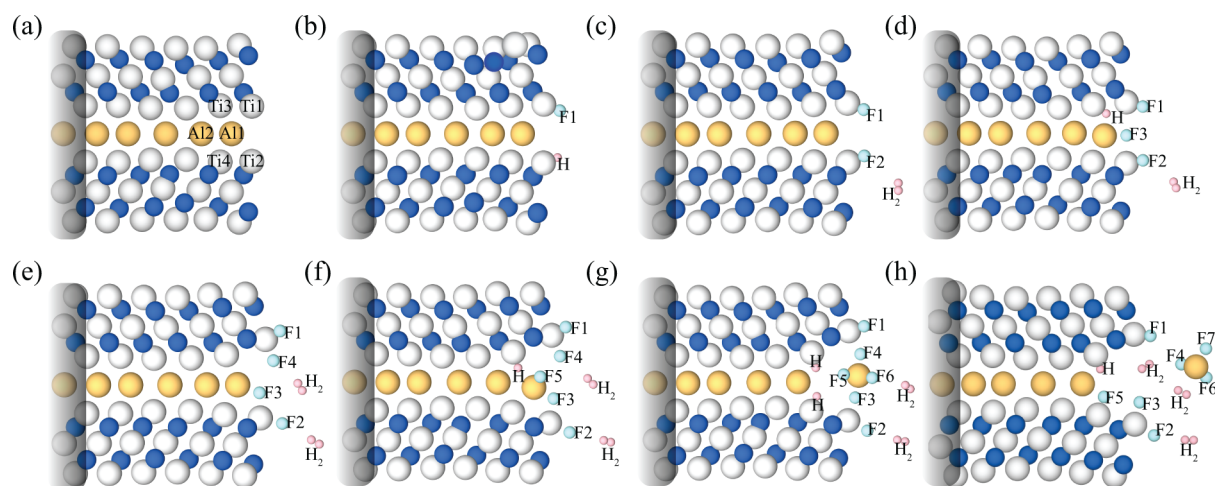 (a)
Ti3 Ti1
Al2 Al1
Ti4 Ti2
(b)
F1
H
(c)
F1
F2
H2
(d)
F1
H
F3
F2
H2
(e)
F1
F4
H2
F3
F2
H2
(f)
F1
F4
H
F5
H2
F3
F2
H2
(g)
F1
F4
H
F5
F6
H2
H
F3
F2
H2
(h)
F1
F7
F4
H
H2
F6
H2
F5
F3
F2
H2